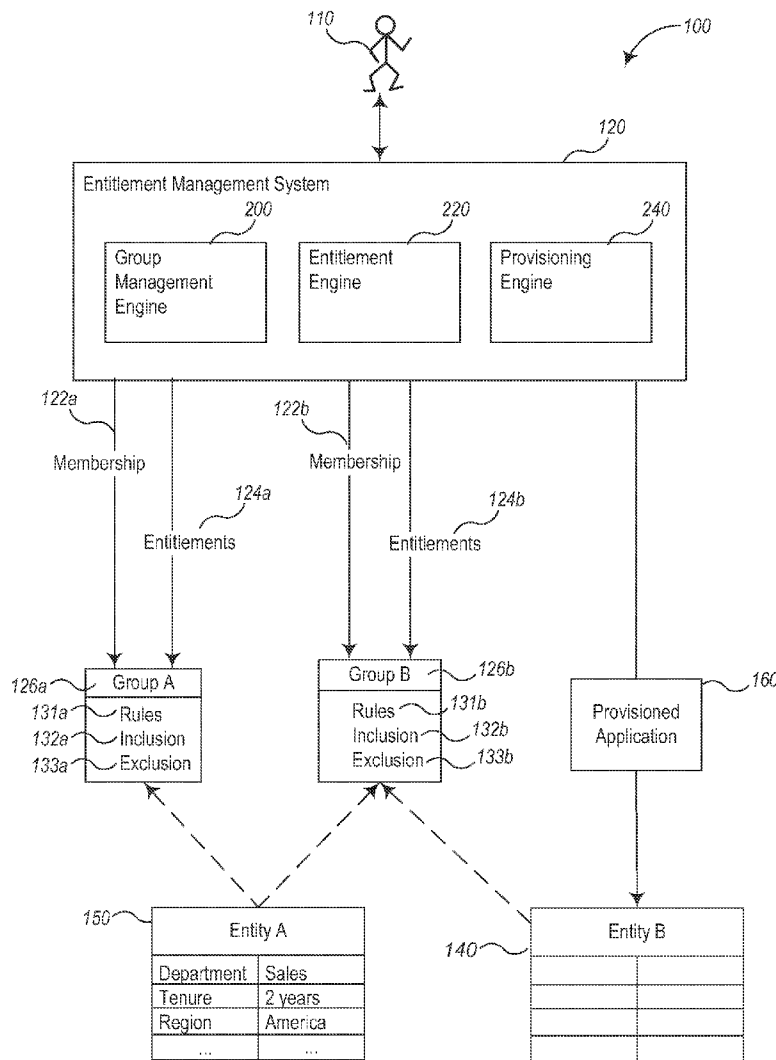 110
100
120
Entitlement Management System
200
220
240
Group
Management
Engine
Entitlement
Engine
Provisioning
Engine
122a
122b
Membership
Membership
124a
124b
Entitlements
Entitlements
126a
Group A
Group B
126b
160
131a
Rules
Rules
131b
Provisioned
Application
132a
Inclusion
Inclusion
132b
133a
Exclusion
Exclusion
133b
150
Entity A
Entity B
140
Department Sales
Tenure 2 years
Region America
... ...